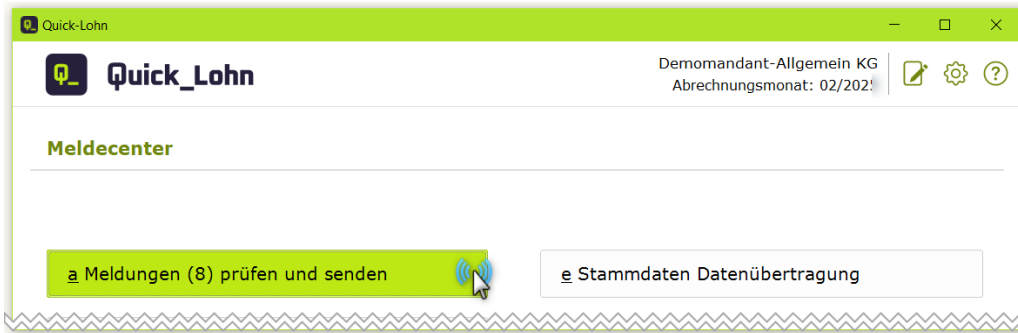 Quick-Lohn
Q_ Quick_Lohn
Demomandant-Allgemein KG
Abrechnungsmonat: 02/202
Meldecenter
a Meldungen (8) prüfen und senden
e Stammdaten Datenübertragung